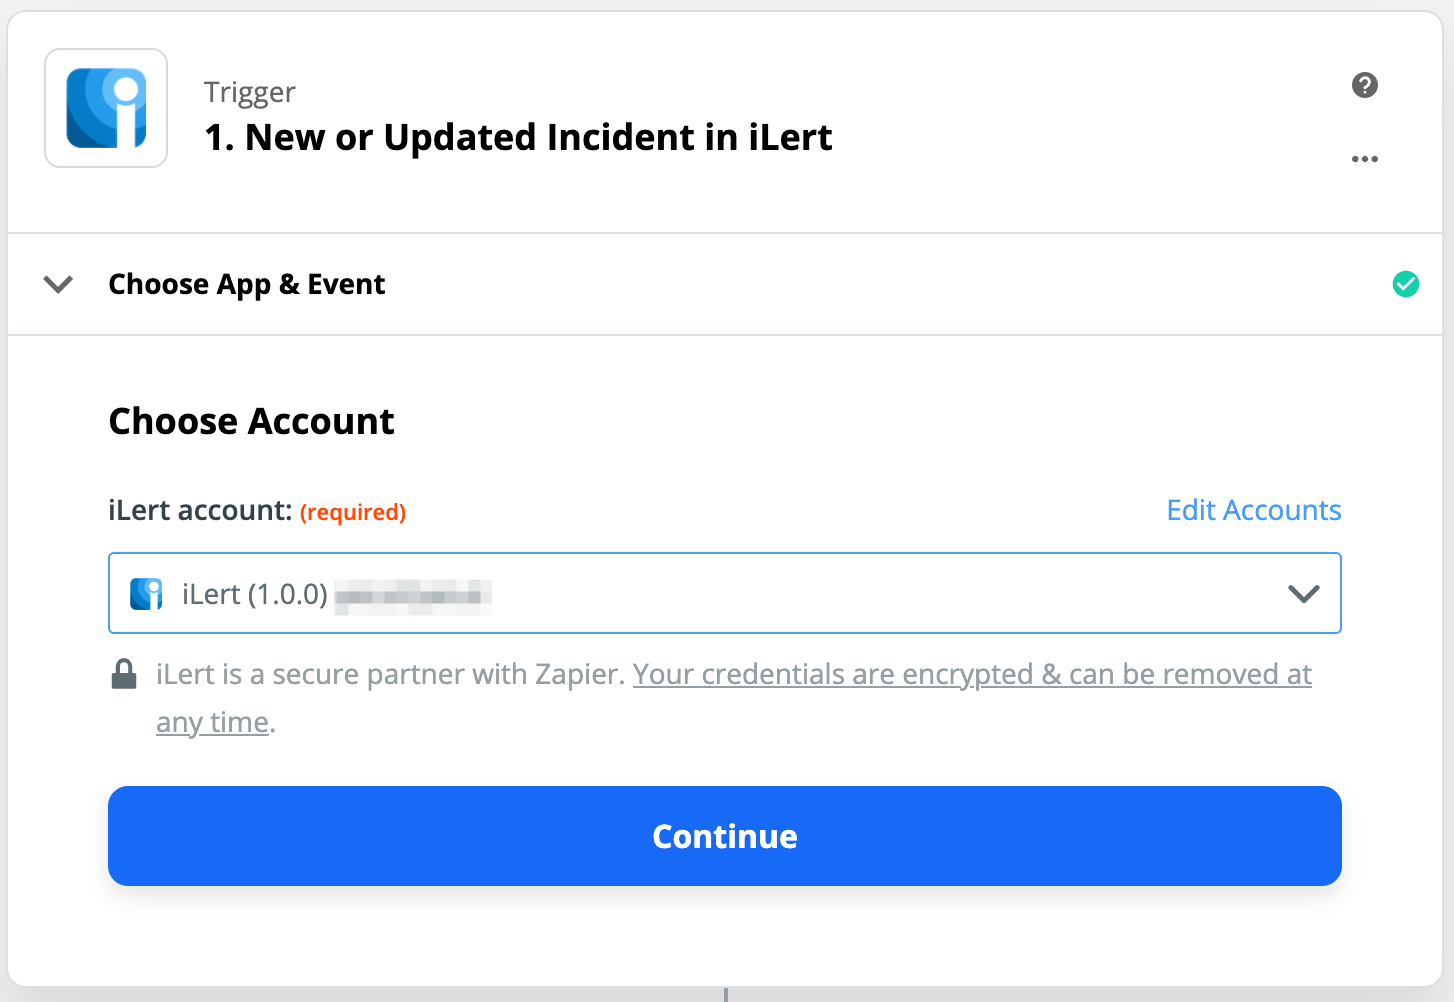 Trigger
1. New or Updated Incident in iLert
Choose App & Event
Choose Account
iLert account: (required)
Edit Accounts
iLert (1.0.0)
iLert is a secure partner with Zapier. Your credentials are encrypted & can be removed at
any time.
Continue